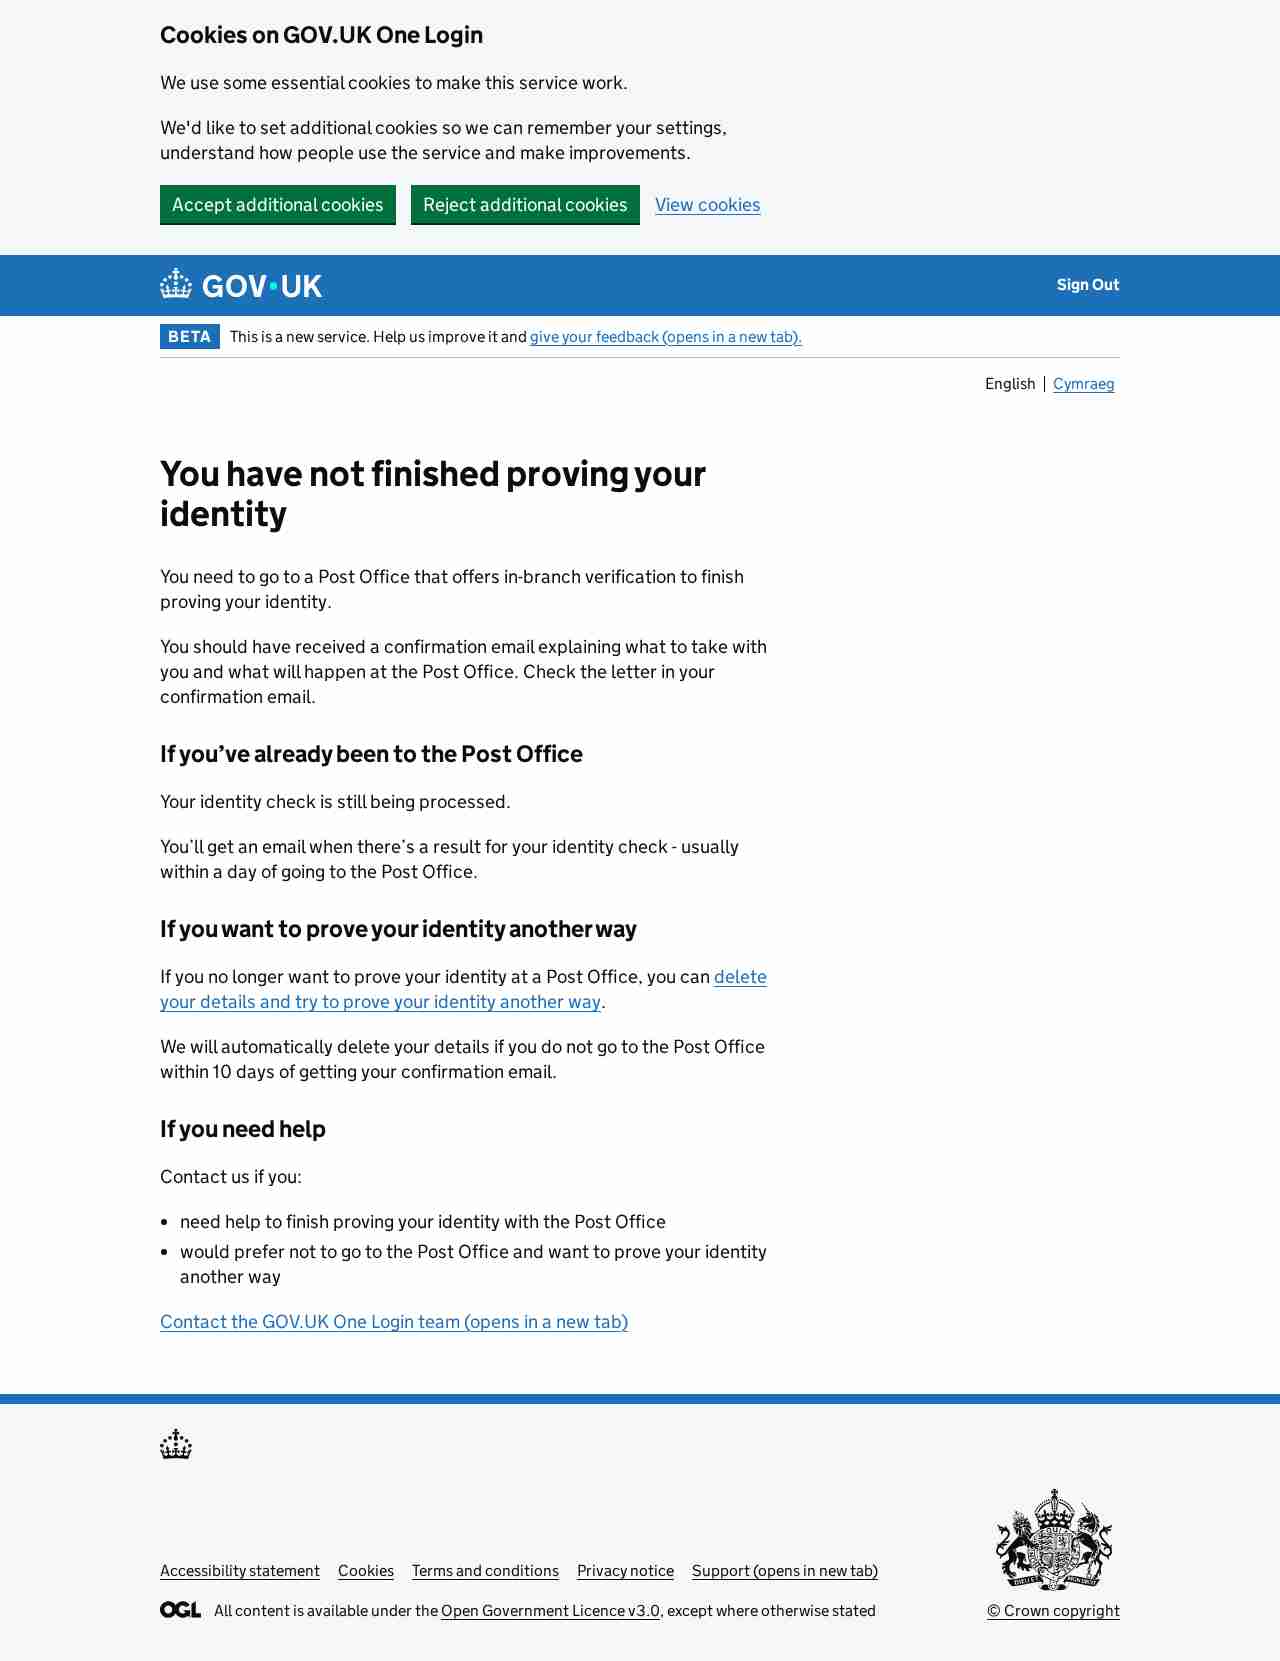 Cookies on GOV.UK One Login
We use some essential cookies to make this service work.
We'd like to set additional cookies so we can remember your settings,
understand how people use the service and make improvements.
Accept additional cookies Reject additional cookies View cookies
GOV·UK Sign Out
BETA This is a new service. Help us improve it and give your feedback (opens in a new tab).
English Cymraeg
You have not finished proving your
identity
You need to go to a Post Office that offers in-branch verification to finish
proving your identity.
You should have received a confirmation email explaining what to take with
you and what will happen at the Post Office. Check the letter in your
confirmation email.
If you’ve already been to the Post Office
Your identity check is still being processed.
You’ll get an email when there’s a result for your identity check - usually
within a day of going to the Post Office.
If you want to prove your identity another way
If you no longer want to prove your identity at a Post Office, you can delete
your details and try to prove your identity another way.
We will automatically delete your details if you do not go to the Post Office
within 10 days of getting your confirmation email.
If you need help
Contact us if you:
• need help to finish proving your identity with the Post Office
• would prefer not to go to the Post Office and want to prove your identity
another way
Contact the GOV.UK One Login team (opens in a new tab)
Accessibility statement Cookies Terms and conditions Privacy notice Support (opens in new tab)
OGL All content is available under the Open Government Licence v3.0, except where otherwise stated
© Crown copyright